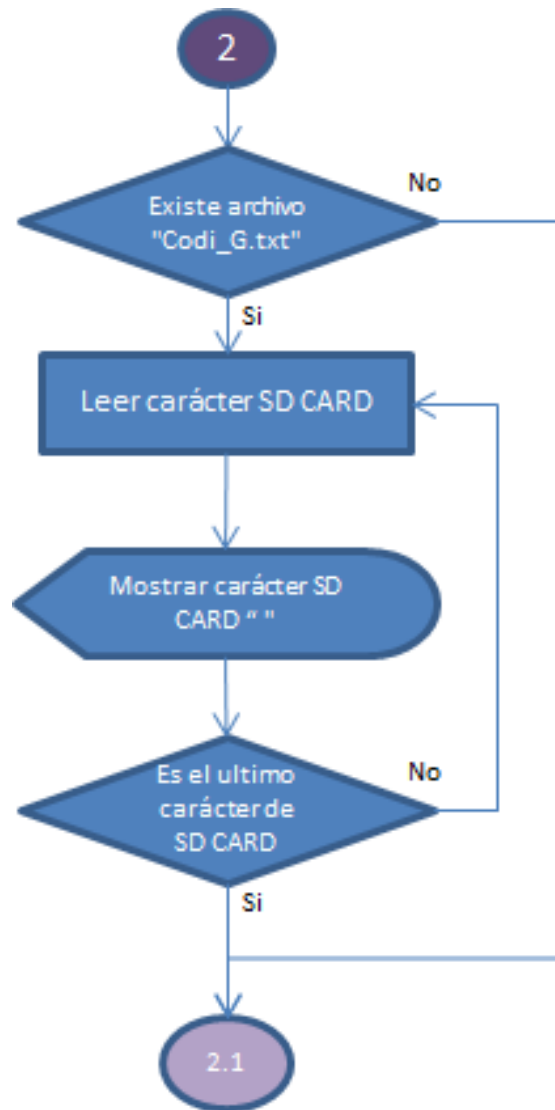 2
No
Existe archivo
"Codi_G.txt"
Si
Leer carácter SD CARD
Mostrar carácter SD
CARD “ "
No
Es el ultimo
carácter de
SD CARD
Si
2.1